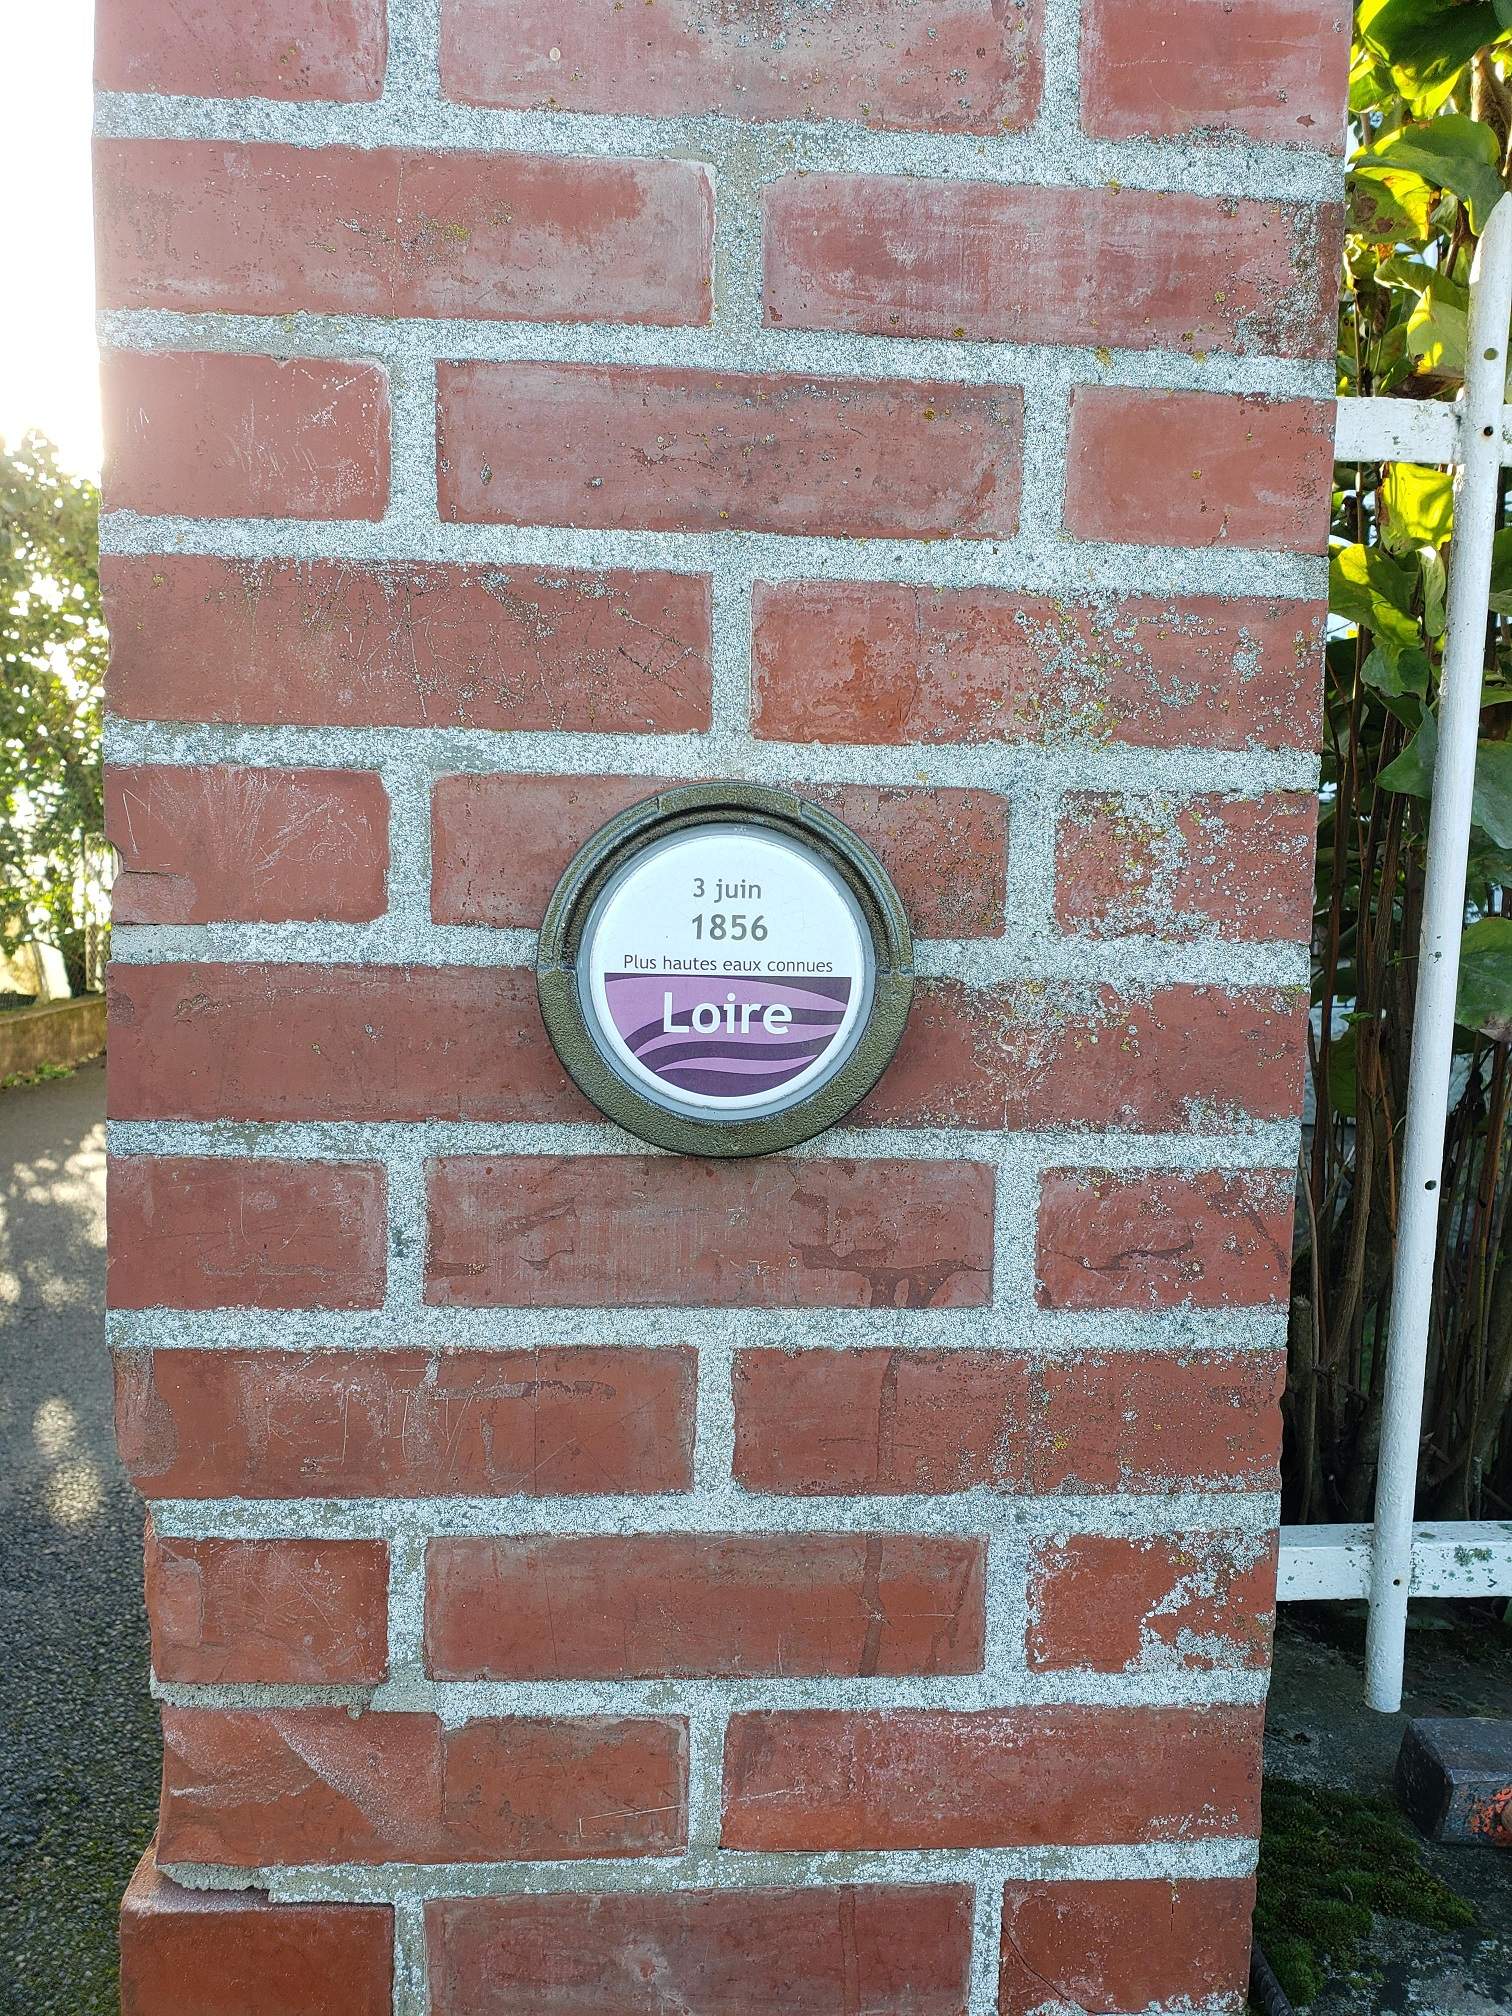 3 juin
1856
Plus hautes eaux connues
Loire